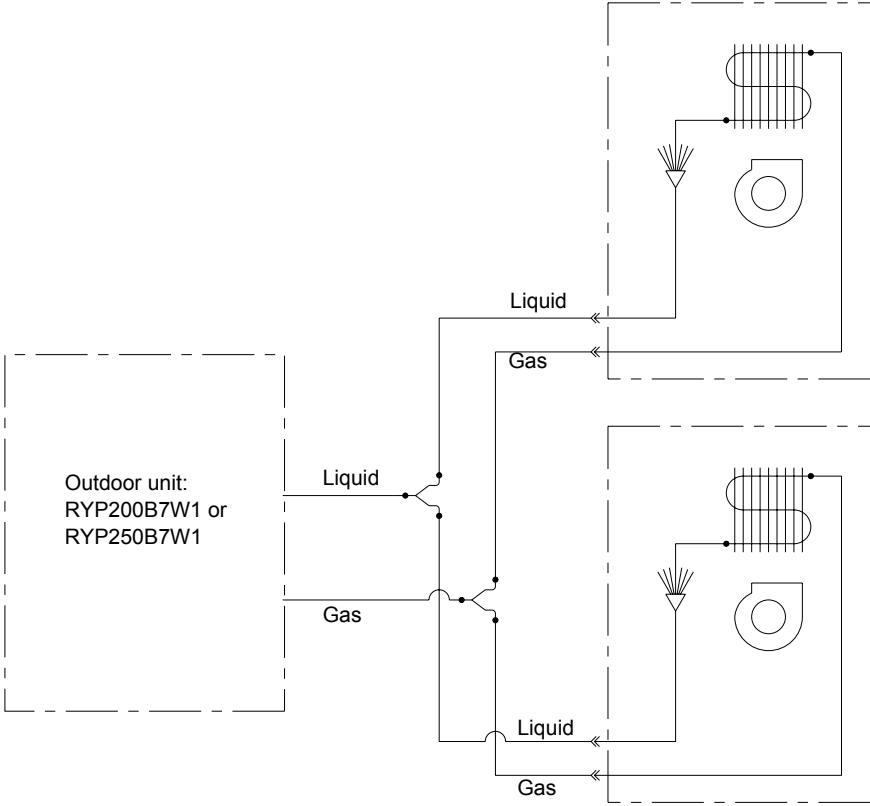 Liquid
Gas
Outdoor unit:
RYP200B7W1 or
RYP250B7W1
Liquid
Gas
Liquid
Gas